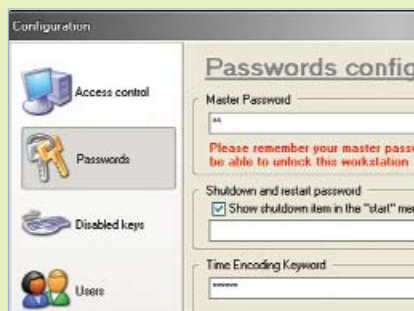 Configuration
Access control
Passwords
Disabled keys
Users
Passwords config
Master Password
**
Please remember your master passw
be able to unlock this workstation
Shutdown and restart password
Show shutdown item in the "start" men
Time Encoding Keyword
******